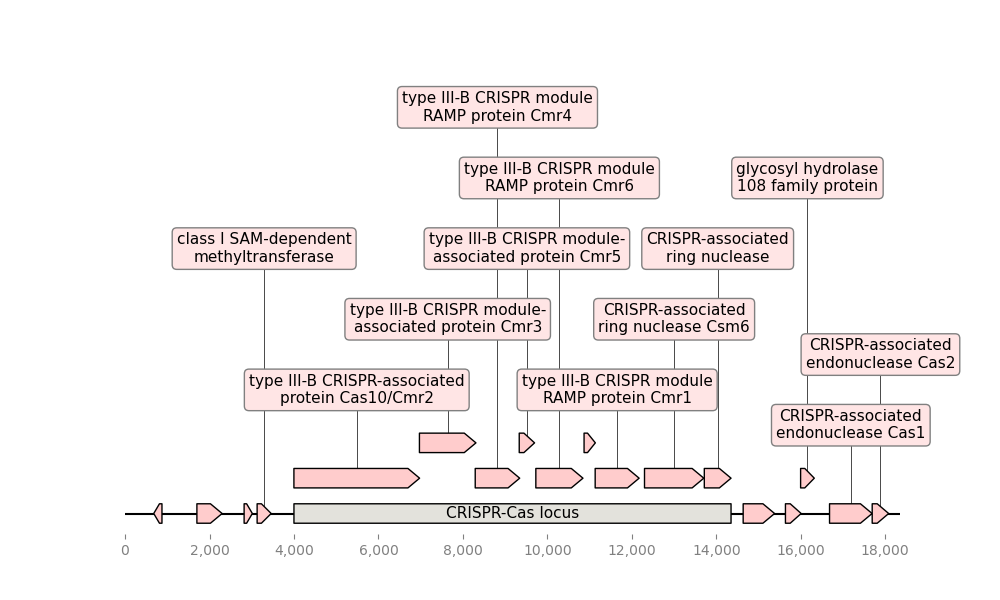 type III-B CRISPR module
RAMP protein Cmr4
type III-B CRISPR module
RAMP protein Cmr6
glycosyl hydrolase
108 family protein
class I SAM-dependent
methyltransferase
type III-B CRISPR module-
associated protein Cmr5
CRISPR-associated
ring nuclease
type III-B CRISPR module-
associated protein Cmr3
CRISPR-associated
ring nuclease Csm6
CRISPR-associated
endonuclease Cas2
type III-B CRISPR-associated
protein Cas10/Cmr2
type III-B CRISPR module
RAMP protein Cmr1
CRISPR-associated
endonuclease Cas1
CRISPR-Cas locus
0 2,000 4,000 6,000 8,000 10,000 12,000 14,000 16,000 18,000